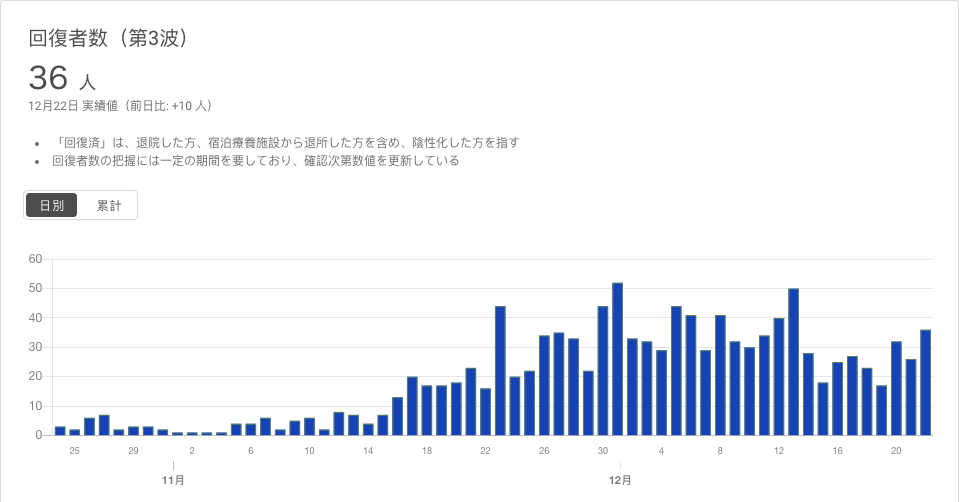 回復者数（第3波）
36 人
12月22日 実績値（前日比: +10 人）
• 「回復済」は、退院した方、宿泊療養施設から退所した方を含め、陰性化した方を指す
• 回復者数の把握には一定の期間を要しており、確認次第数値を更新している
日別 累計
60
50
40
30
20
10
0
25 29 2 6 10 14 18 22 26 30 4 8 12 16 20
11月 12月